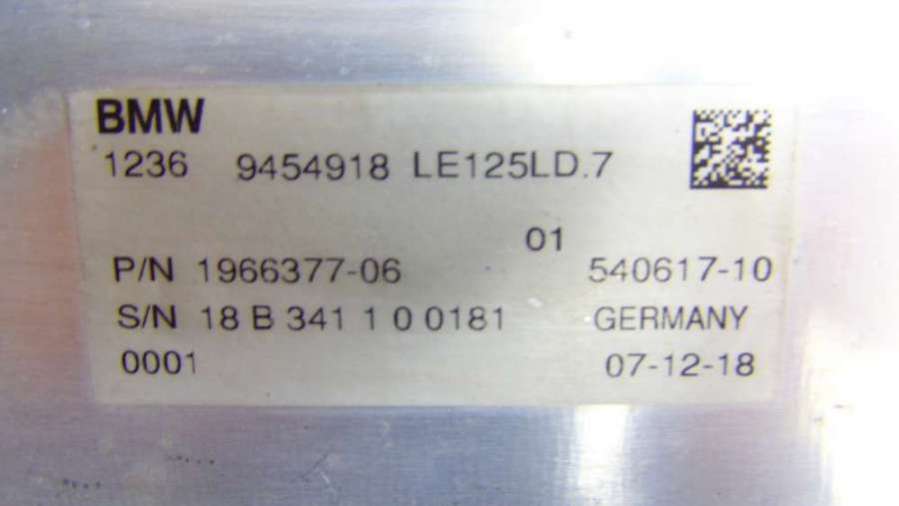 BMW
1236 9454918 LE125LD.7
01
P/N 1966377-06 540617-10
S/N 18 B 341 1 0 0181 GERMANY
0001 07-12-18